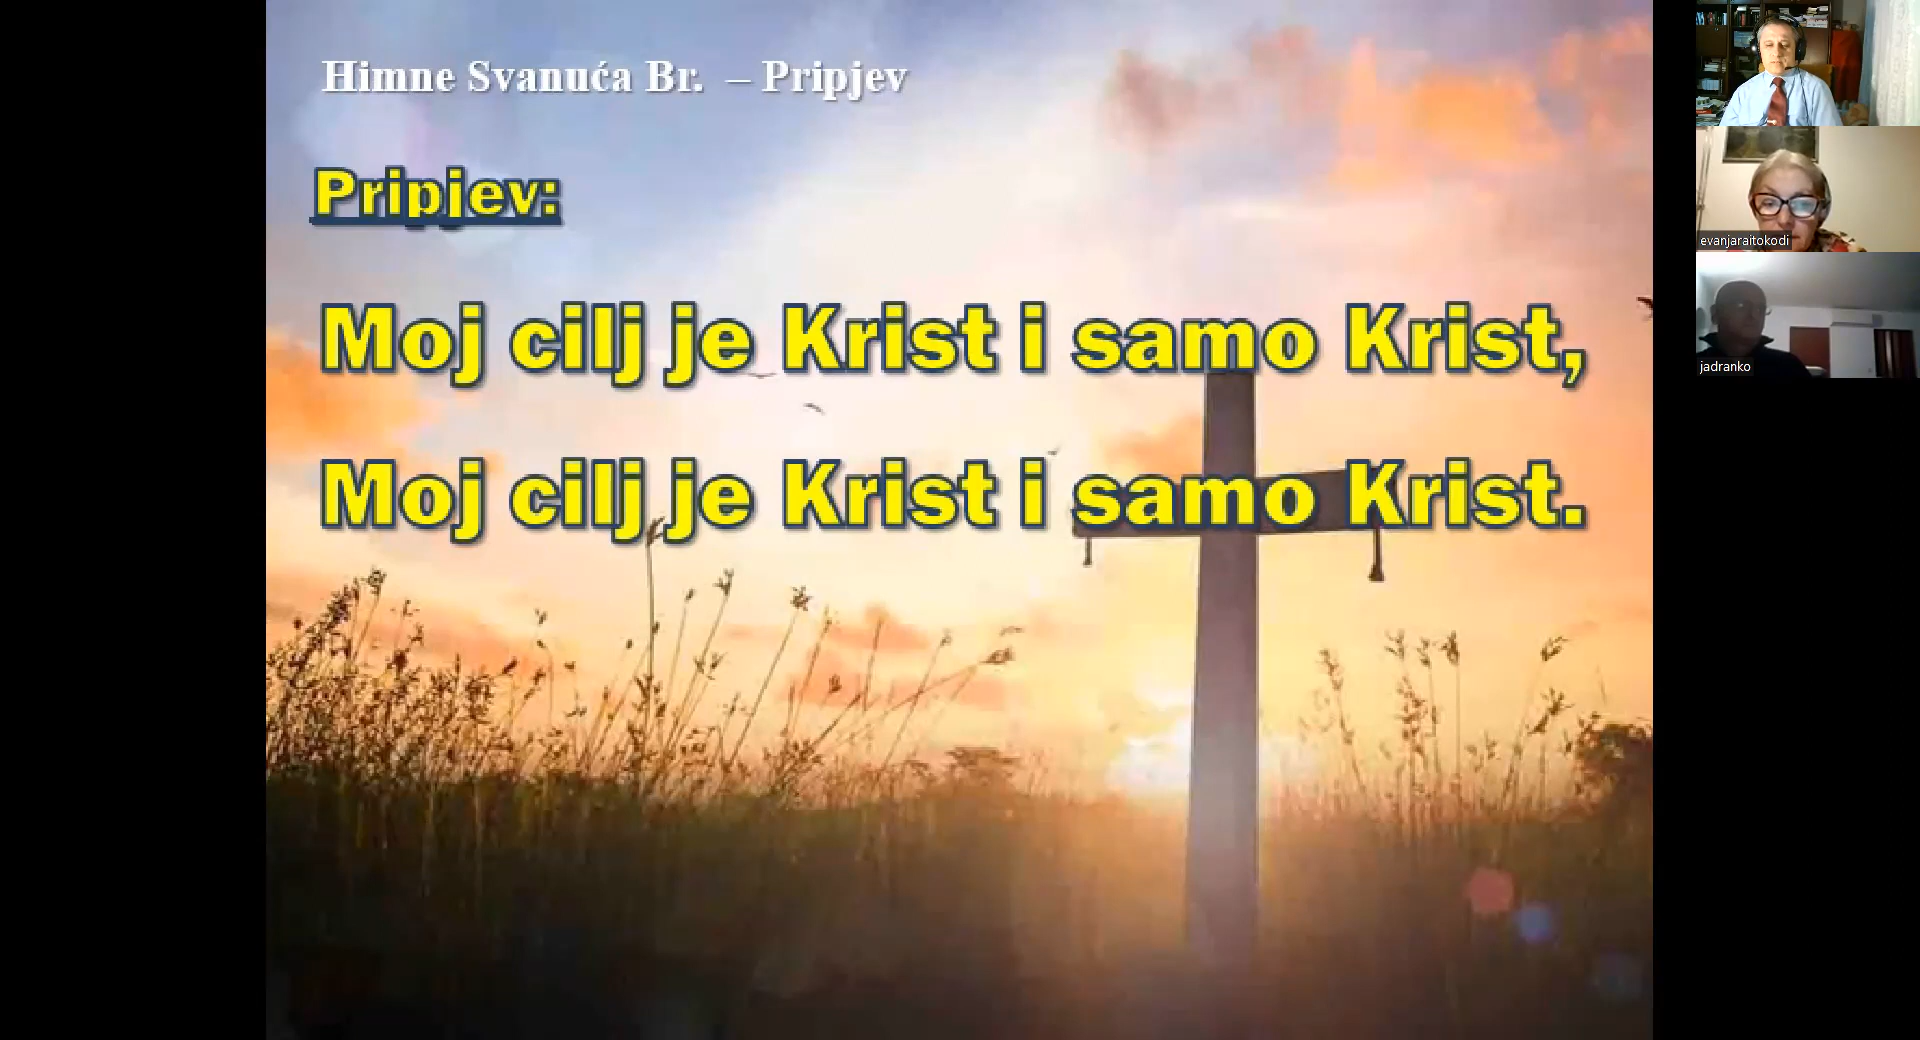 Himne Svanuća Br. – Pripjev
Pripjev:
Moj cilj je Krist i samo Krist,
Moj cilj je Krist i samo Krist.
evanjaraitokodi
jadranko